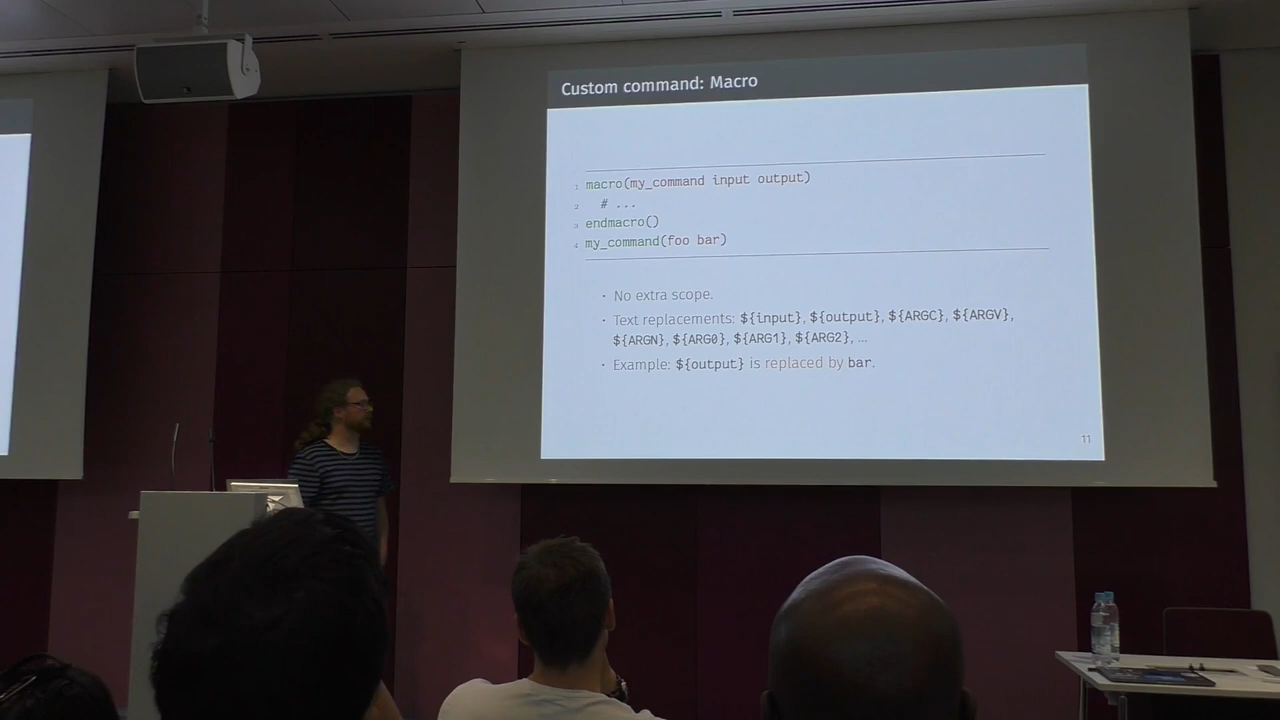 Custom command: Macro
1 macro(my_command input output)
2 # ...
3 endmacro()
4 my_command(foo bar)
• No extra scope.
• Text replacements: ${input}, ${output}, ${ARGC}, ${ARGV},
${ARGN}, ${ARG0}, ${ARG1}, ${ARG2}, ...
• Example: ${output} is replaced by bar.
11